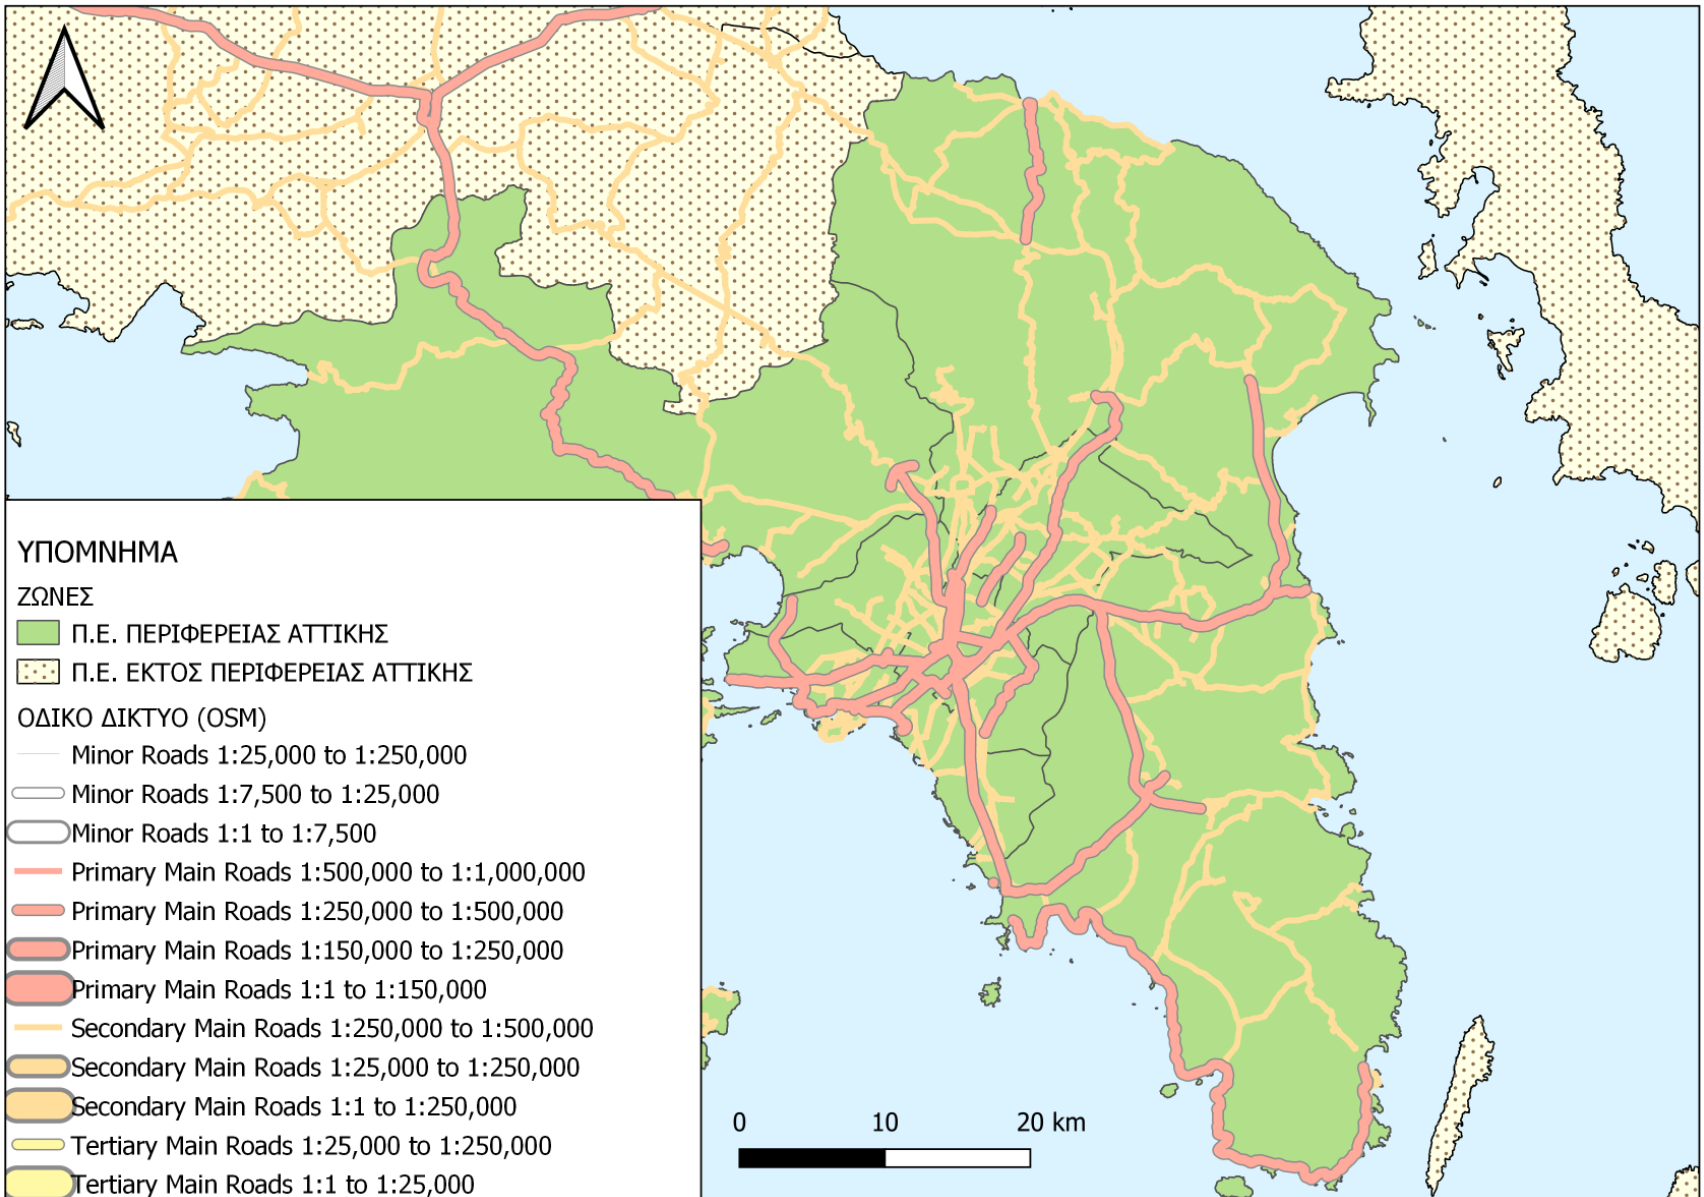 ΥΠΟΜΝΗΜΑ
ΖΩΝΕΣ
Π.Ε. ΠΕΡΙΦΕΡΕΙΑΣ ΑΤΤΙΚΗΣ
Π.Ε. ΕΚΤΟΣ ΠΕΡΙΦΕΡΕΙΑΣ ΑΤΤΙΚΗΣ
ΟΔΙΚΟ ΔΙΚΤΥΟ (OSM)
Minor Roads 1:25,000 to 1:250,000
Minor Roads 1:7,500 to 1:25,000
Minor Roads 1:1 to 1:7,500
Primary Main Roads 1:500,000 to 1:1,000,000
Primary Main Roads 1:250,000 to 1:500,000
Primary Main Roads 1:150,000 to 1:250,000
Primary Main Roads 1:1 to 1:150,000
Secondary Main Roads 1:250,000 to 1:500,000
Secondary Main Roads 1:25,000 to 1:250,000
Secondary Main Roads 1:1 to 1:250,000
Tertiary Main Roads 1:25,000 to 1:250,000
Tertiary Main Roads 1:1 to 1:25,000
0 10 20 km